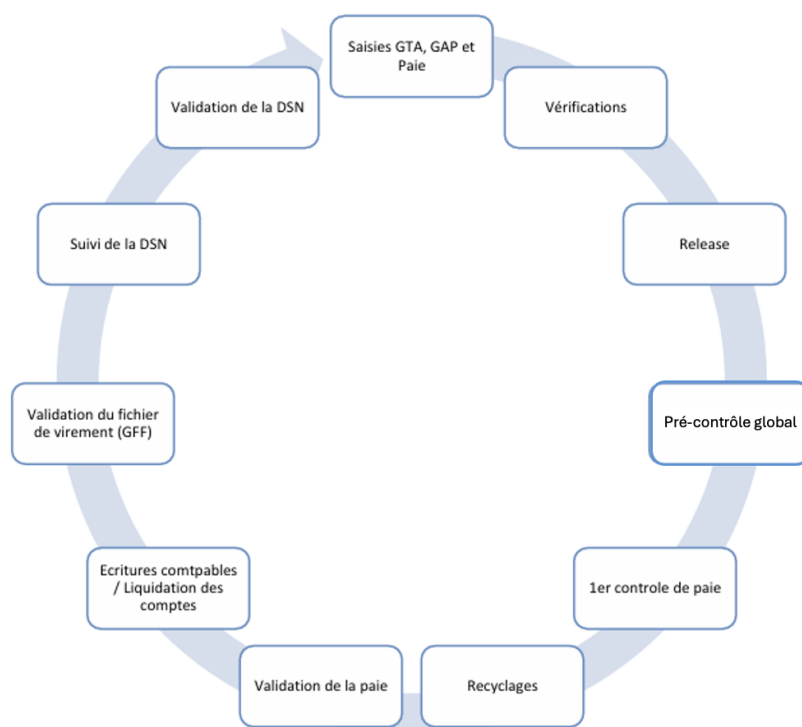 Saisies GTA, GAP et
Paie
Vérifications
Release
Pré-contrôle global
1er controle de paie
Recyclages
Validation de la paie
Ecritures comtpables
/ Liquidation des
comptes
Validation du fichier
de virement (GFF)
Suivi de la DSN
Validation de la DSN